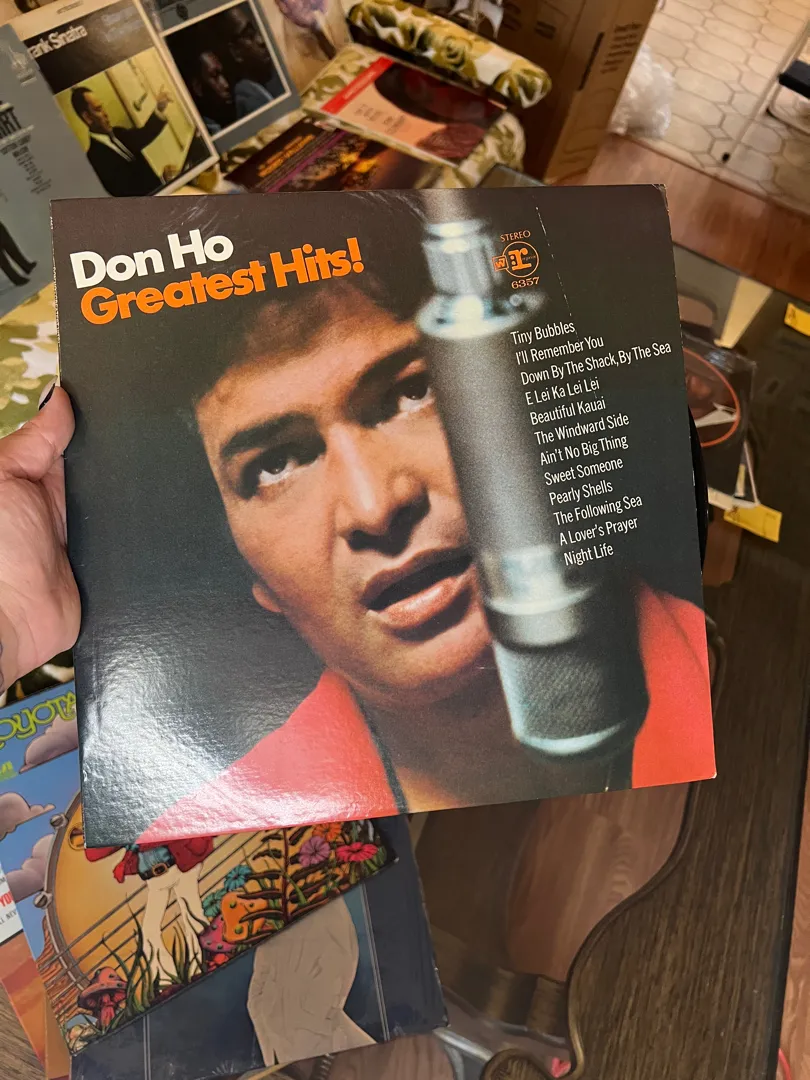 Frank Sinatra
Don Ho
Greatest Hits!
STEREO
W
B
r
6357
Tiny Bubbles
I'll Remember You
Down By The Shack, By The Sea
E Lei Ka Lei Lei
Beautiful Kauai
The Windward Side
Ain't No Big Thing
Sweet Someone
Pearly Shells
The Following Sea
A Lover's Prayer
Night Life